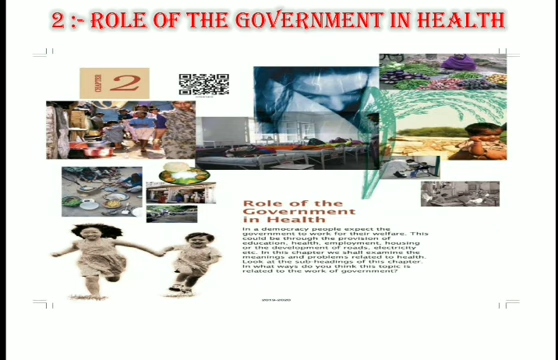 2 :- ROLE OF THE GOVERNMENT IN HEALTH
CHAPTER
2
Role of the
Government
in Health
In a democracy people expect the
government to work for their welfare. This
could be through the provision of
education, health, employment, housing
or the development of roads, electricity
etc. In this chapter we shall examine the
meanings and problems related to health.
Look at the sub-headings of this chapter.
In what ways do you think this topic is
related to the work of government?
2019-2020